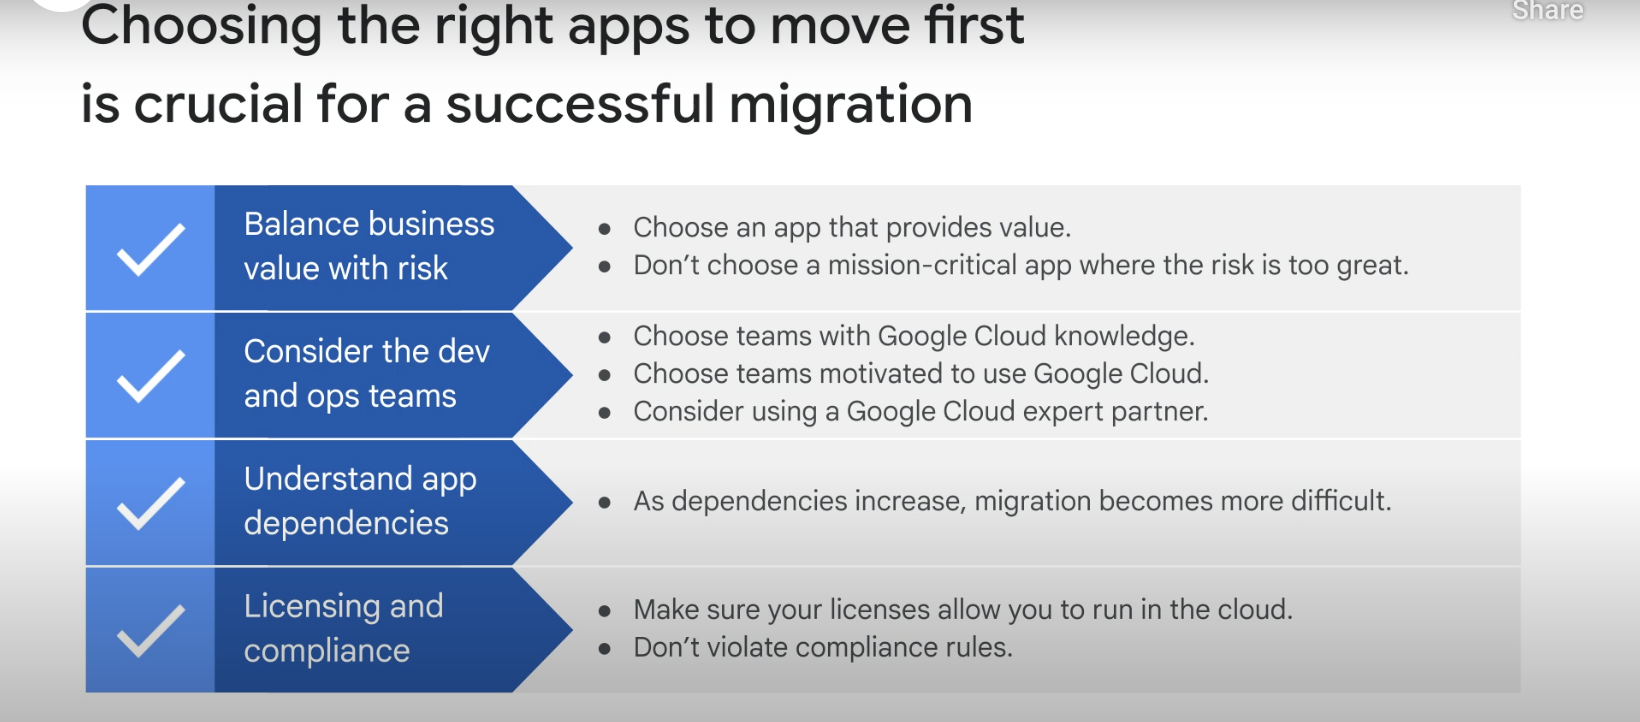 Share
Choosing the right apps to move first
is crucial for a successful migration
Balance business
value with risk
● Choose an app that provides value.
● Don’t choose a mission-critical app where the risk is too great.
Consider the dev
and ops teams
● Choose teams with Google Cloud knowledge.
● Choose teams motivated to use Google Cloud.
● Consider using a Google Cloud expert partner.
Understand app
dependencies
● As dependencies increase, migration becomes more difficult.
Licensing and
compliance
● Make sure your licenses allow you to run in the cloud.
● Don’t violate compliance rules.